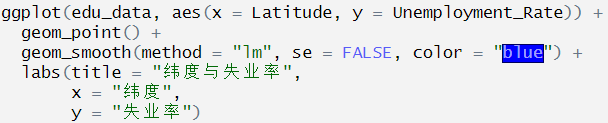 ggplot(edu_data, aes(x = Latitude, y = Unemployment_Rate)) +
  geom_point() +
  geom_smooth(method = "lm", se = FALSE, color = "blue") +
  labs(title = "纬度与失业率",
       x = "纬度",
       y = "失业率")